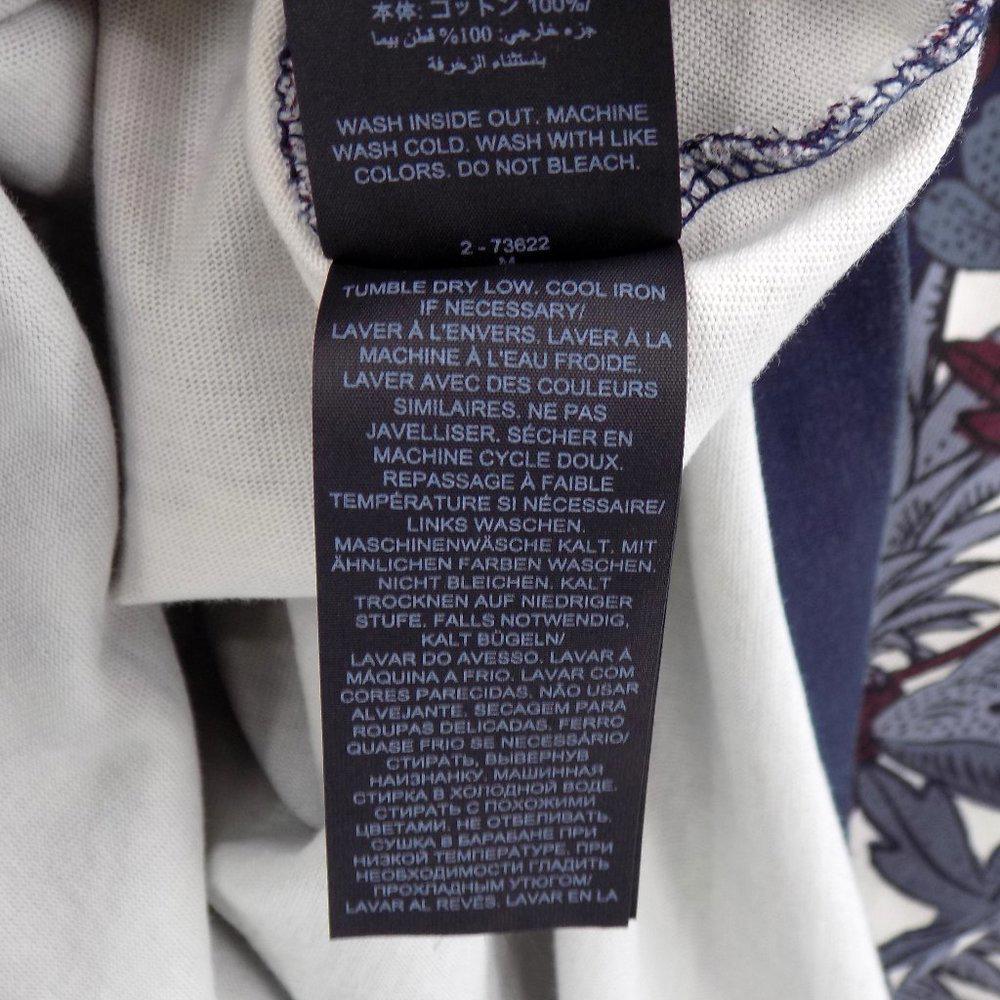 本体: コットン 100%/
جزء خارجي: 100% قطن بيما
باستثناء الزخرفة
WASH INSIDE OUT. MACHINE
WASH COLD. WASH WITH LIKE
COLORS. DO NOT BLEACH.
2 - 73622
M
TUMBLE DRY LOW. COOL IRON
IF NECESSARY/
LAVER À L'ENVERS. LAVER À LA
MACHINE À L'EAU FROIDE.
LAVER AVEC DES COULEURS
SIMILAIRES. NE PAS
JAVELLISER. SÉCHER EN
MACHINE CYCLE DOUX.
REPASSAGE À FAIBLE
TEMPÉRATURE SI NÉCESSAIRE/
LINKS WASCHEN.
MASCHINENWÄSCHE KALT. MIT
ÄHNLICHEN FARBEN WASCHEN.
NICHT BLEICHEN. KALT
TROCKNEN AUF NIEDRIGER
STUFE. FALLS NOTWENDIG,
KALT BÜGELN/
LAVAR DO AVESSO. LAVAR À
MÁQUINA A FRIO. LAVAR COM
CORES PARECIDAS. NÃO USAR
ALVEJANTE. SECAGEM PARA
ROUPAS DELICADAS. FERRO
QUASE FRIO SE NECESSÁRIO/
СТИРАТЬ, ВЫВЕРНУВ
НАИЗНАНКУ. МАШИННАЯ
СТИРКА В ХОЛОДНОЙ ВОДЕ.
СТИРАТЬ С ПОХОЖИМИ
ЦВЕТАМИ. НЕ ОТБЕЛИВАТЬ.
СУШКА В БАРАБАНЕ ПРИ
НИЗКОЙ ТЕМПЕРАТУРЕ. ПРИ
НЕОБХОДИМОСТИ ГЛАДИТЬ
ПРОХЛАДНЫМ УТЮГОМ/
LAVAR AL REVÉS. LAVAR EN LA